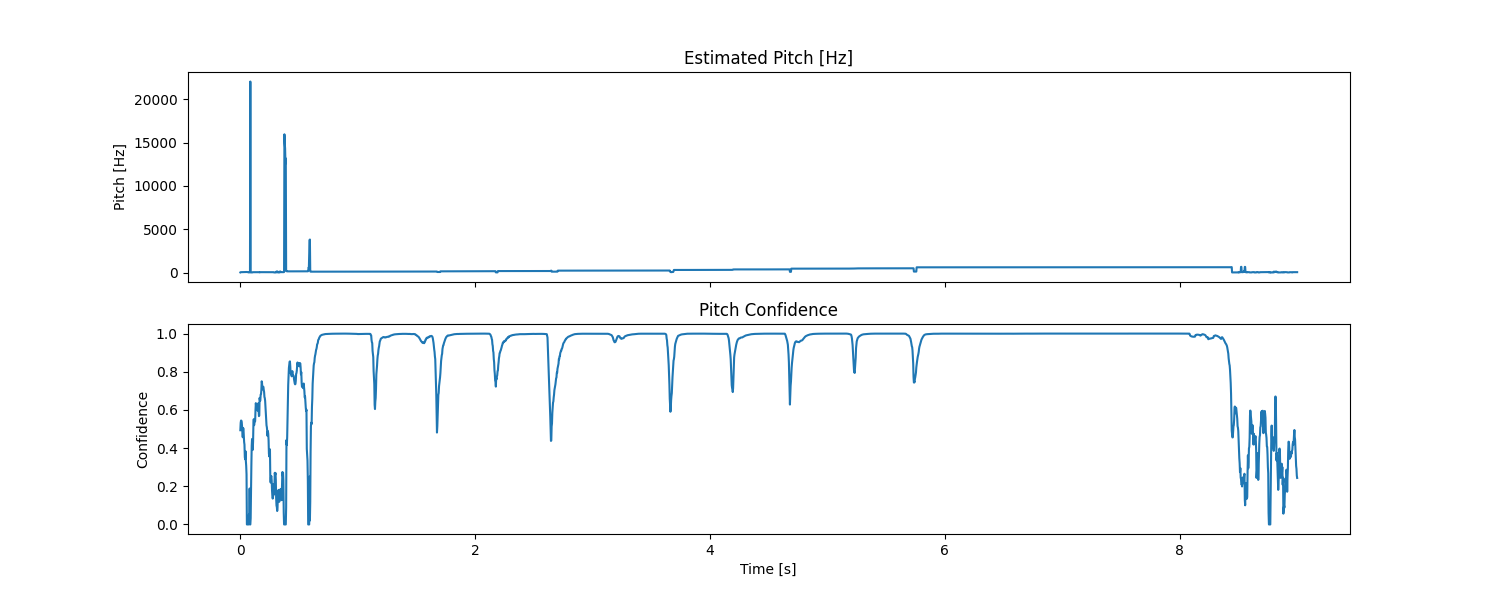 Estimated Pitch [Hz]
Pitch [Hz]
20000
15000
10000
5000
0
Pitch Confidence
Confidence
1.0
0.8
0.6
0.4
0.2
0.0
0 2 4 6 8
Time [s]